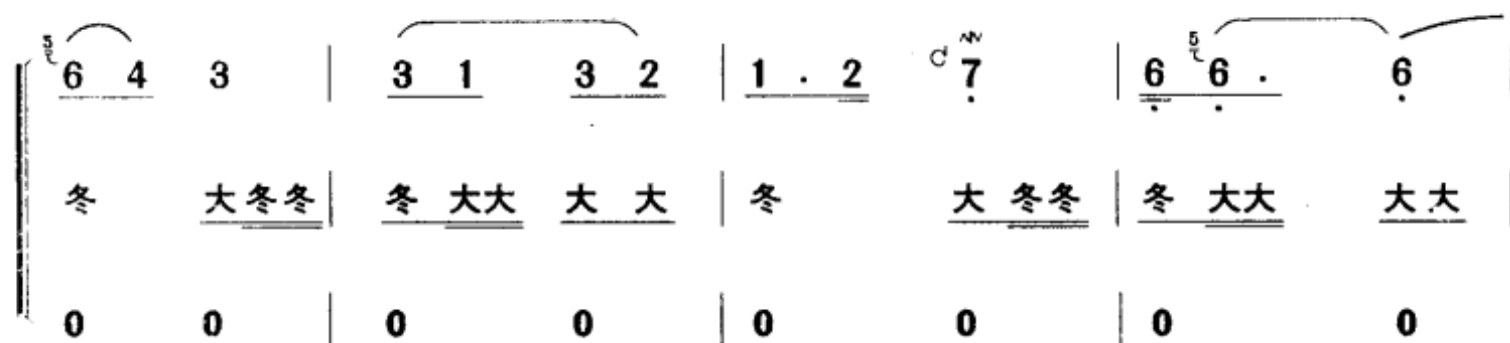 5 6 4 3 | 3 1 3 2 | 1 . 2 7 | 6 5 6 . 6
冬 大冬冬 | 冬 大大 大 大 | 冬 大 冬冬 | 冬 大大 大大
0 0 | 0 0 | 0 0 | 0 0